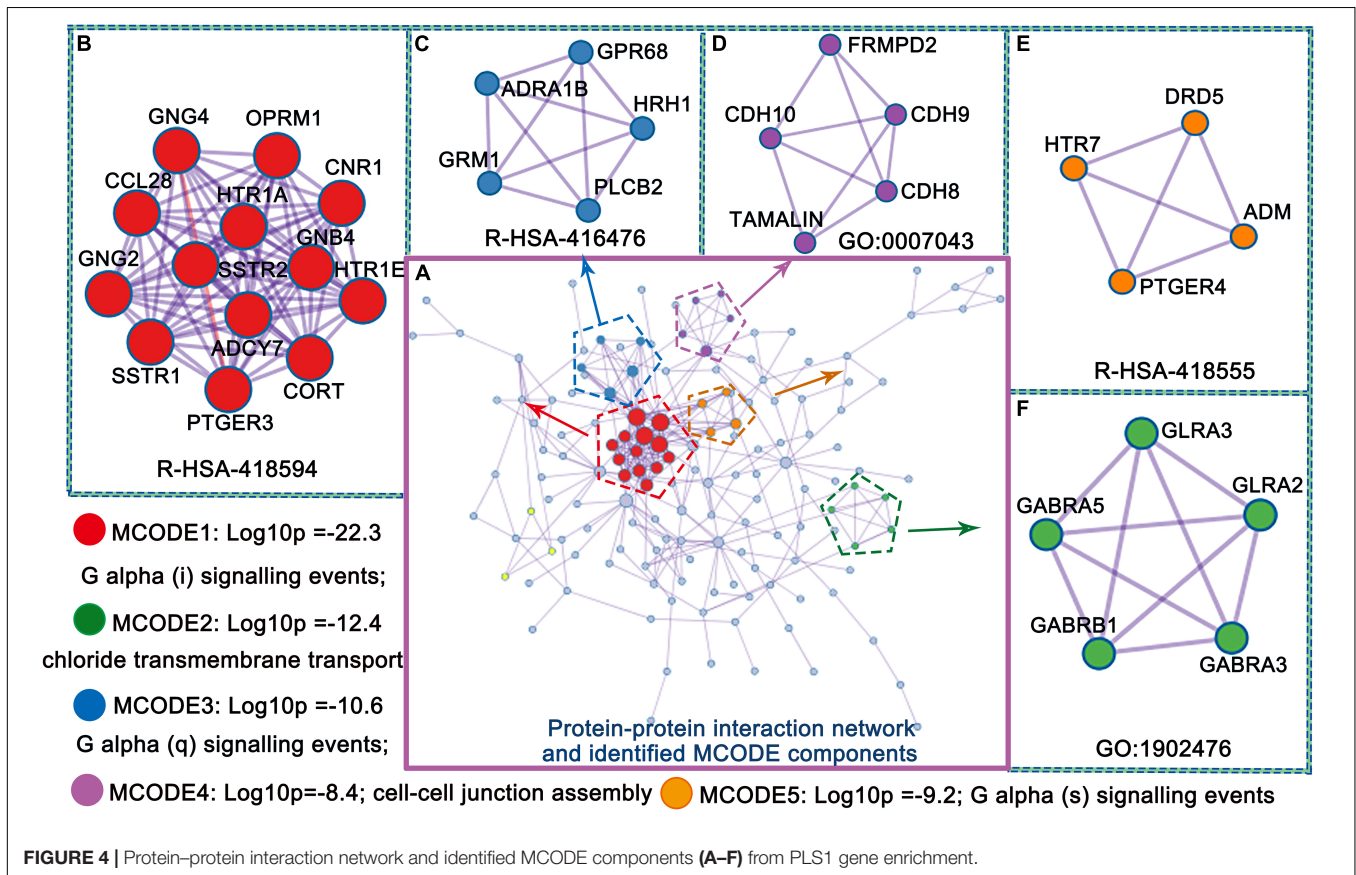 B
GNG4
OPRM1
CCL28
HTR1A
CNR1
GNG2
SSTR2
GNB4
HTR1E
SSTR1
ADCY7
CORT
PTGER3
R-HSA-418594
C
GPR68
ADRA1B
HRH1
GRM1
PLCB2
R-HSA-416476
D
FRMPD2
CDH10
CDH9
CDH8
TAMALIN
GO:0007043
E
DRD5
HTR7
ADM
PTGER4
R-HSA-418555
A
Protein-protein interaction network
and identified MCODE components
F
GLRA3
GLRA2
GABRA5
GABRB1
GABRA3
GO:1902476
MCODE1: Log10p =-22.3
G alpha (i) signalling events;
MCODE2: Log10p =-12.4
chloride transmembrane transport
MCODE3: Log10p =-10.6
G alpha (q) signalling events;
MCODE4: Log10p=-8.4; cell-cell junction assembly
MCODE5: Log10p =-9.2; G alpha (s) signalling events
FIGURE 4 | Protein–protein interaction network and identified MCODE components (A–F) from PLS1 gene enrichment.